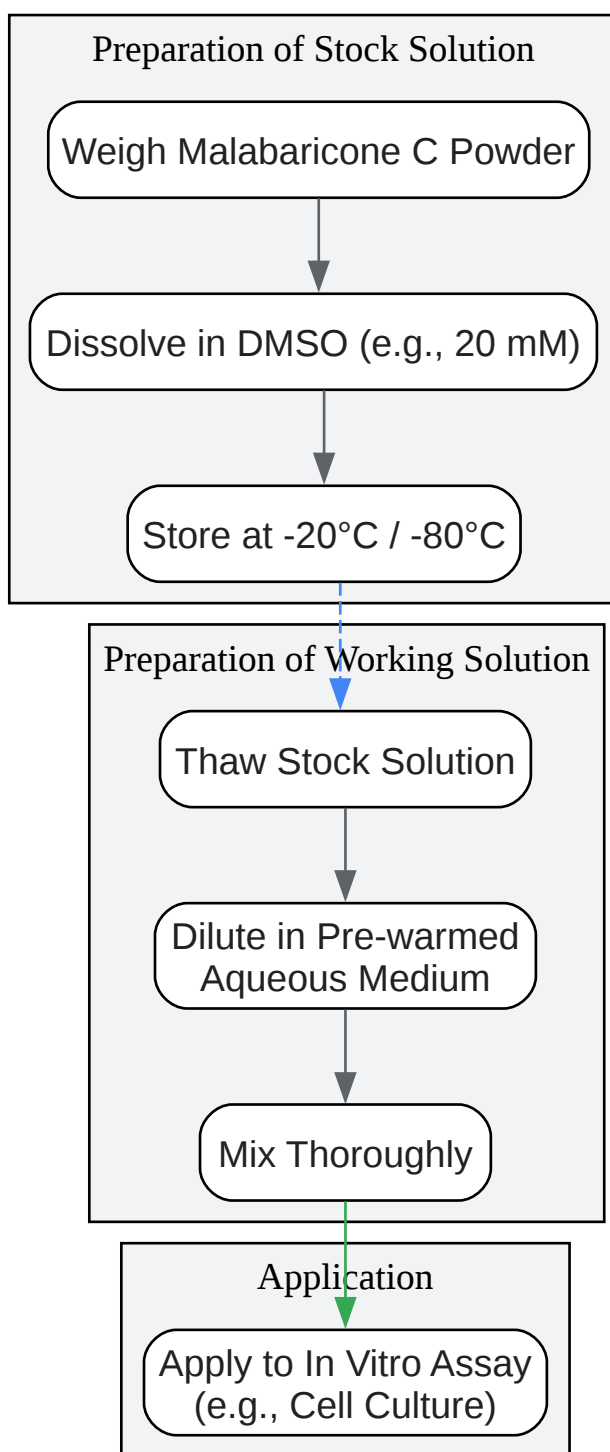 Preparation of Stock Solution
Weigh Malabaricone C Powder
Dissolve in DMSO (e.g., 20 mM)
Store at -20°C / -80°C
Preparation of Working Solution
Thaw Stock Solution
Dilute in Pre-warmed
Aqueous Medium
Mix Thoroughly
Application
Apply to In Vitro Assay
(e.g., Cell Culture)